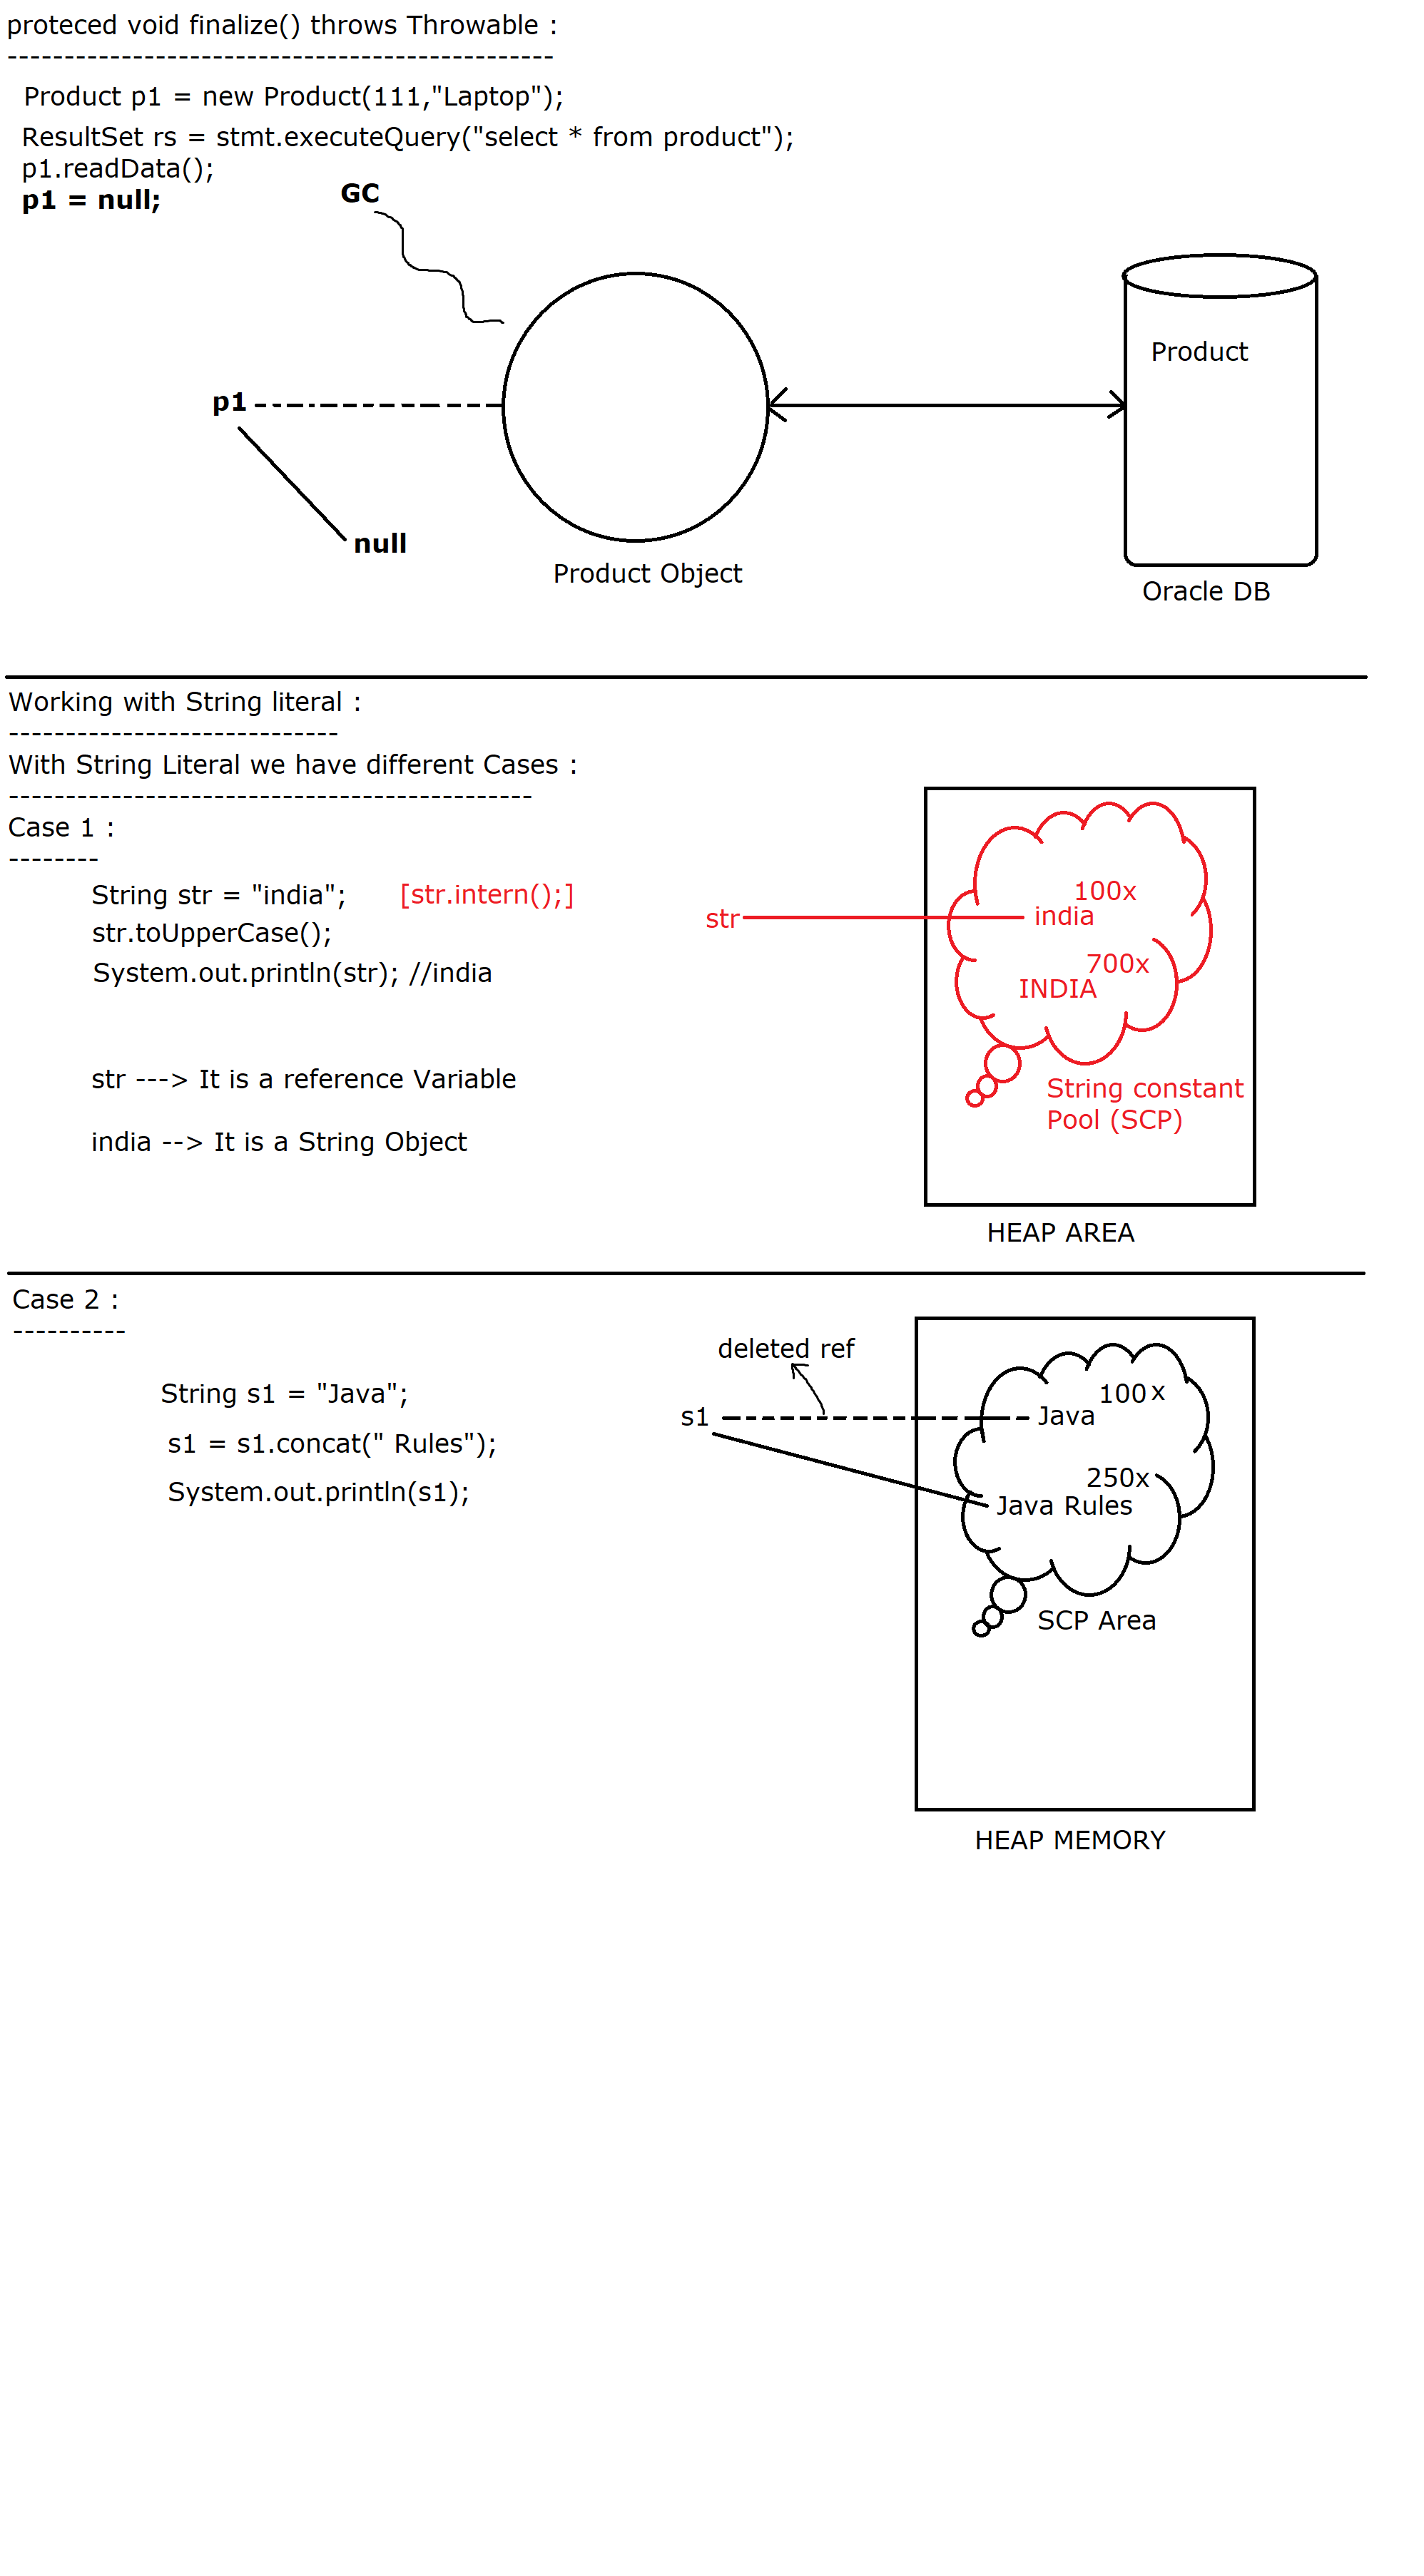 proteced void finalize() throws Throwable :
------------------------------------------------
Product p1 = new Product(111,"Laptop");
ResultSet rs = stmt.executeQuery("select * from product");
p1.readData();
p1 = null;
GC
Product
p1
null
Product Object
Oracle DB
Working with String literal :
-----------------------------
With String Literal we have different Cases :
----------------------------------------------
Case 1 :
--------
String str = "india"; [str.intern();]
str.toUpperCase();
System.out.println(str); //india
str ---> It is a reference Variable
india --> It is a String Object
str
100x
india
700x
INDIA
String constant
Pool (SCP)
HEAP AREA
Case 2 :
----------
String s1 = "Java";
s1 = s1.concat(" Rules");
System.out.println(s1);
deleted ref
s1
100 x
Java
250x
Java Rules
SCP Area
HEAP MEMORY